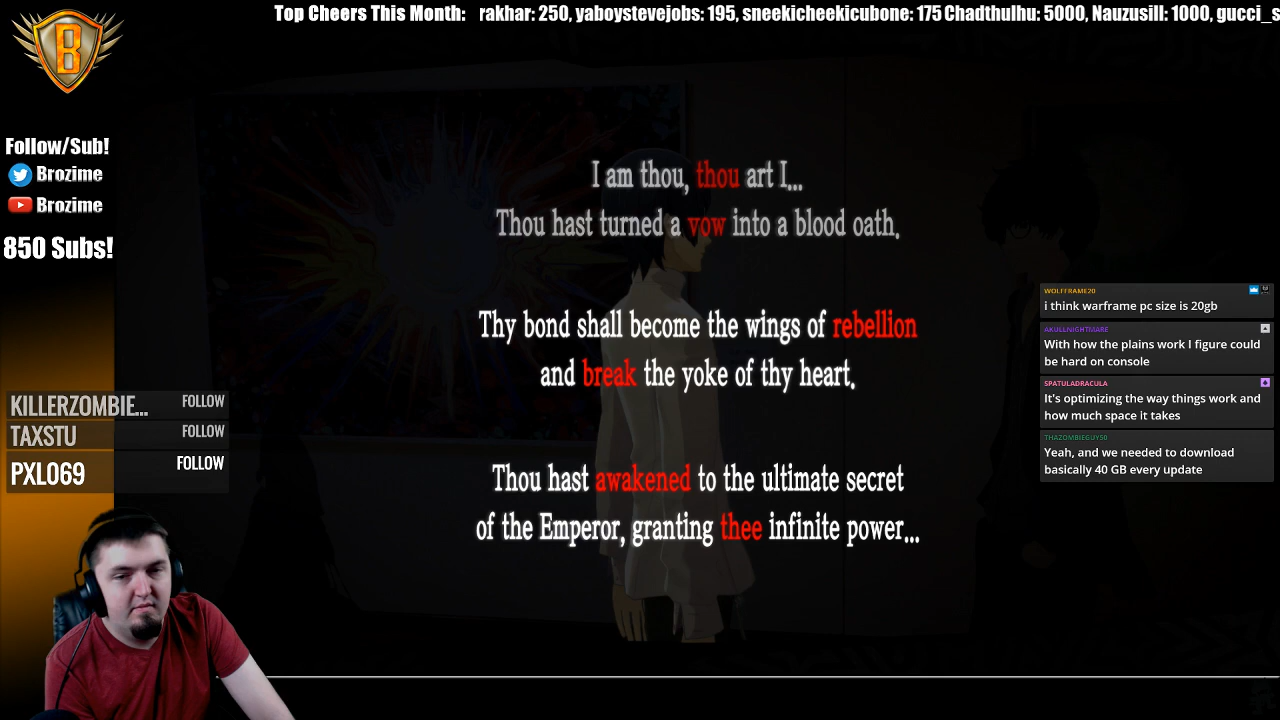 Top Cheers This Month: rakhar: 250, yaboystevejobs: 195, sneekicheekicubone: 175 Chadthulhu: 5000, Nauzusill: 1000, gucci_s
B
Follow/Sub!
Brozime
Brozime
850 Subs!
I am thou, thou art I...
Thou hast turned a vow into a blood oath.
Thy bond shall become the wings of rebellion
and break the yoke of thy heart.
Thou hast awakened to the ultimate secret
of the Emperor, granting thee infinite power...
KILLERZOMBIE... FOLLOW
TAXSTU FOLLOW
PXL069 FOLLOW
WOLFFRAME20
i think warframe pc size is 20gb
AKULLNIGHTMARE
With how the plains work I figure could
be hard on console
SPATULADRACULA
It's optimizing the way things work and
how much space it takes
THAZOMBIEGUY50
Yeah, and we needed to download
basically 40 GB every update